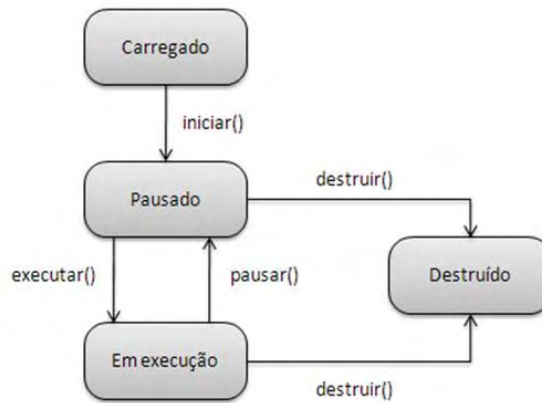 Carregado
iniciar()
Pausado
destruir()
executar()
pausar()
Destruído
Em execução
destruir()